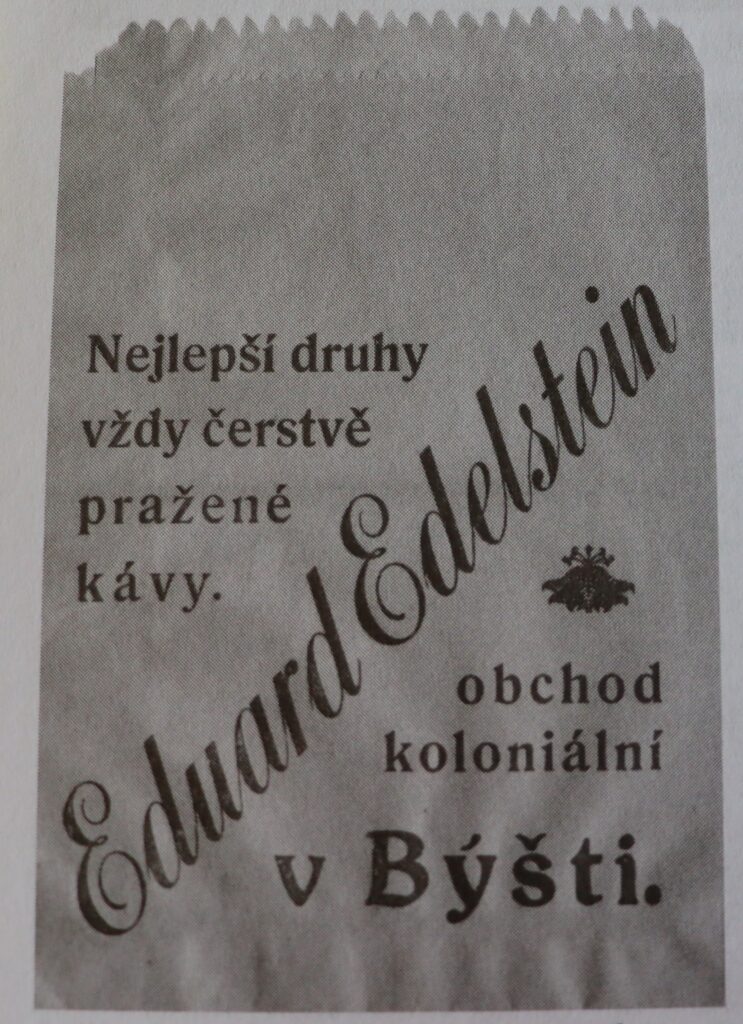 Nejlepší druhy
vždy čerstvě
pražené
kávy.
Eduard Edelstein
obchod
koloniální
v Býšti.